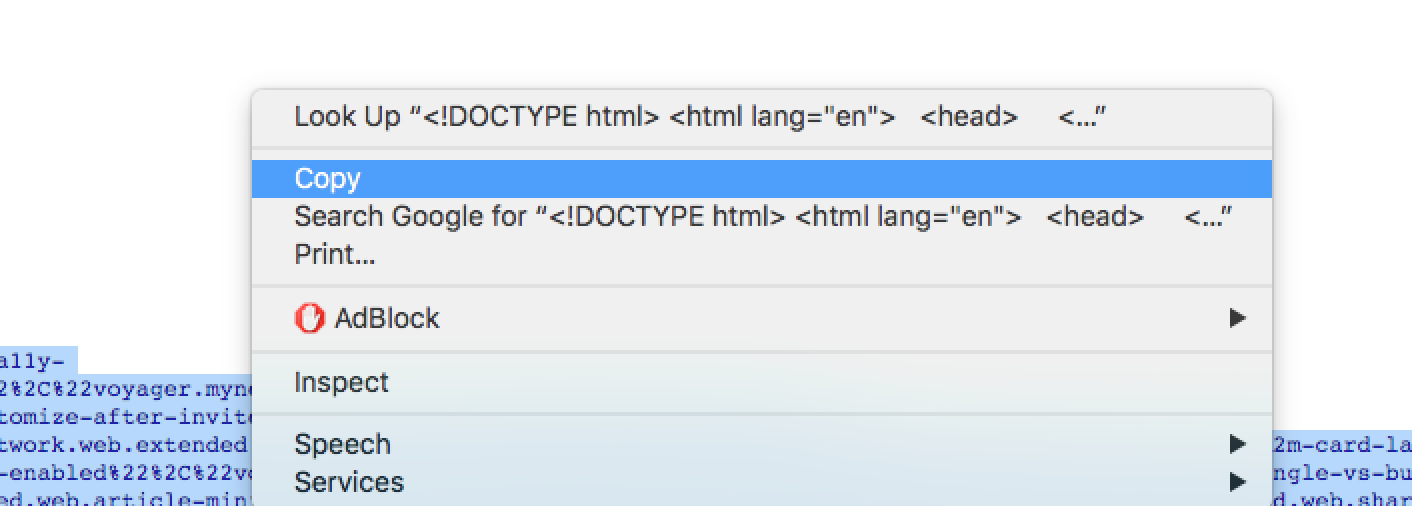 Look Up “<!DOCTYPE html> <html lang="en"> <head> <...”
Copy
Search Google for “<!DOCTYPE html> <html lang="en"> <head> <...”
Print...
AdBlock
Inspect
Speech
Services
ally-
2%2C%22voyager.myne
tomize-after-invite
twork.web.extended
-enabled%22%2C%22vo
ed.web.article-min
2m-card-la
ngle-vs-bu
d.web.shar